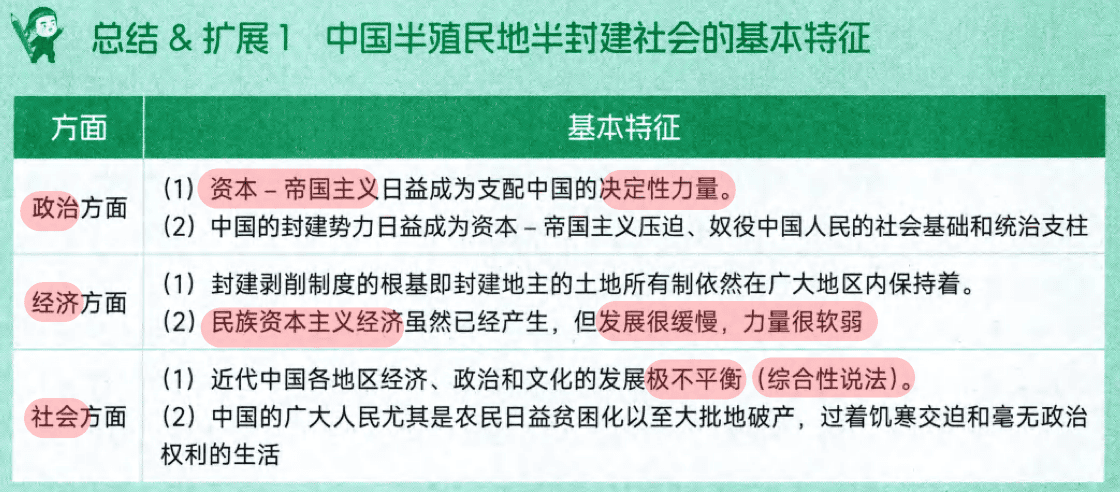 总结 & 扩展 1 中国半殖民地半封建社会的基本特征
方面 基本特征
政治方面
(1) 资本－帝国主义日益成为支配中国的决定性力量。
(2) 中国的封建势力日益成为资本－帝国主义压迫、奴役中国人民的社会基础和统治支柱
经济方面
(1) 封建剥削制度的根基即封建地主的土地所有制依然在广大地区内保持着。
(2) 民族资本主义经济虽然已经产生，但发展很缓慢，力量很软弱
社会方面
(1) 近代中国各地区经济、政治和文化的发展极不平衡（综合性说法）。
(2) 中国的广大人民尤其是农民日益贫困化以至大批地破产，过着饥寒交迫和毫无政治
权利的生活